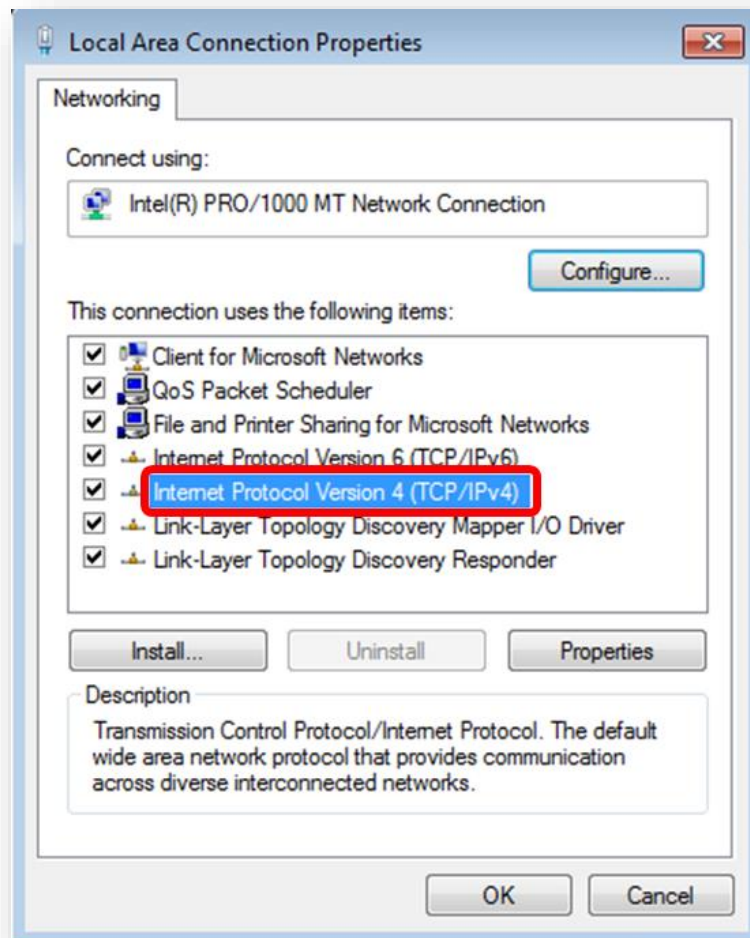 Local Area Connection Properties
Networking
Connect using:
Intel(R) PRO/1000 MT Network Connection
Configure...
This connection uses the following items:
Client for Microsoft Networks
QoS Packet Scheduler
File and Printer Sharing for Microsoft Networks
Internet Protocol Version 6 (TCP/IPv6)
Internet Protocol Version 4 (TCP/IPv4)
Link-Layer Topology Discovery Mapper I/O Driver
Link-Layer Topology Discovery Responder
Install...
Uninstall
Properties
Description
Transmission Control Protocol/Internet Protocol. The default
wide area network protocol that provides communication
across diverse interconnected networks.
OK
Cancel